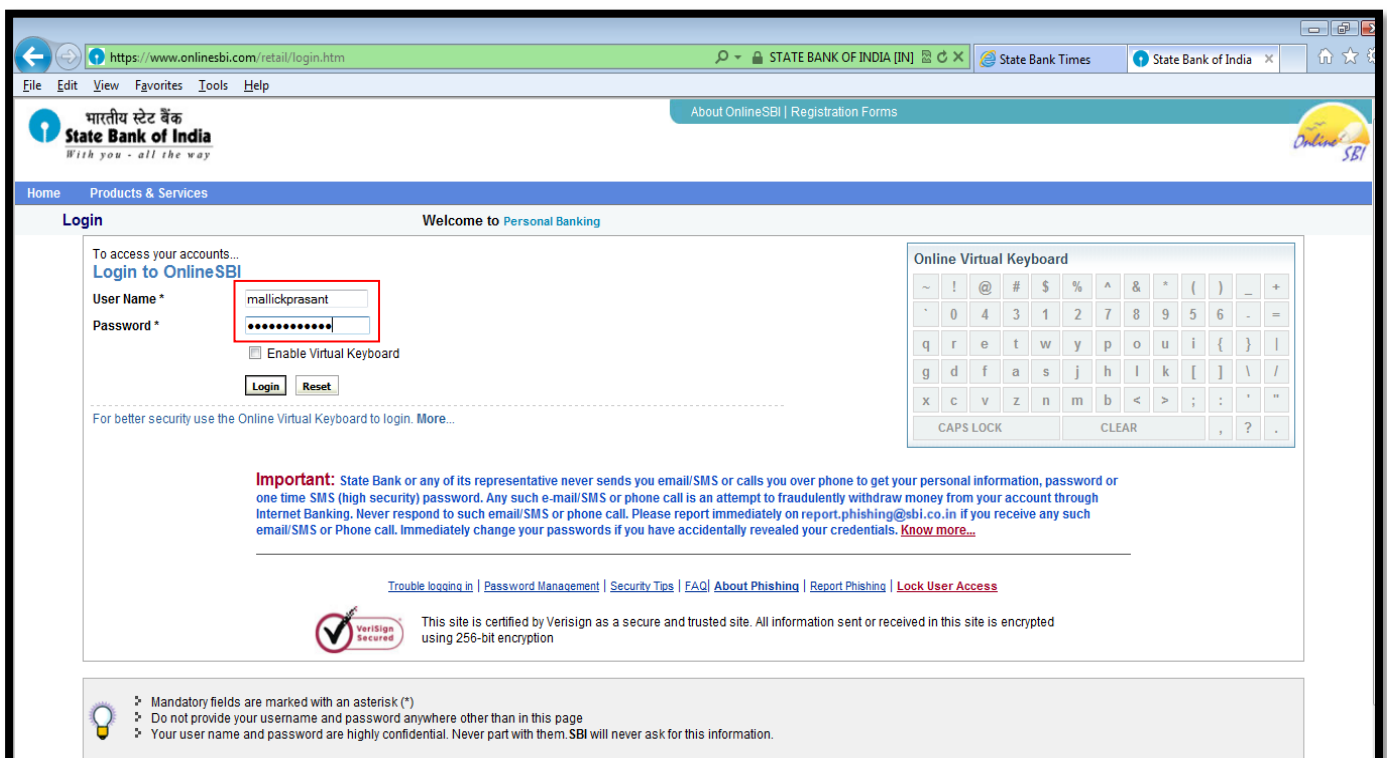 https://www.onlinesbi.com/retail/login.htm
STATE BANK OF INDIA [IN]
State Bank Times
State Bank of India
File Edit View Favorites Tools Help
भारतीय स्टेट बैंक
State Bank of India
With you - all the way
About OnlineSBI | Registration Forms
Online SBI
Home Products & Services
Login
Welcome to Personal Banking
To access your accounts...
Login to OnlineSBI
User Name * mallickprasant
Password * ••••••••••••
Enable Virtual Keyboard
Login Reset
For better security use the Online Virtual Keyboard to login. More...
Online Virtual Keyboard
~ ! @ # $ % ^ & * ( ) _ +
` 0 4 3 1 2 7 8 9 5 6 - =
q r e t w y p o u i { } |
g d f a s j h l k [ ] \ /
x c v z n m b < > ; : ' "
CAPS LOCK CLEAR , ? .
Important: State Bank or any of its representative never sends you email/SMS or calls you over phone to get your personal information, password or
one time SMS (high security) password. Any such e-mail/SMS or phone call is an attempt to fraudulently withdraw money from your account through
Internet Banking. Never respond to such email/SMS or phone call. Please report immediately on report.phishing@sbi.co.in if you receive any such
email/SMS or Phone call. Immediately change your passwords if you have accidentally revealed your credentials. Know more...
Trouble logging in | Password Management | Security Tips | FAQ| About Phishing | Report Phishing | Lock User Access
VeriSign
Secured
This site is certified by Verisign as a secure and trusted site. All information sent or received in this site is encrypted
using 256-bit encryption
Mandatory fields are marked with an asterisk (*)
Do not provide your username and password anywhere other than in this page
Your user name and password are highly confidential. Never part with them. SBI will never ask for this information.